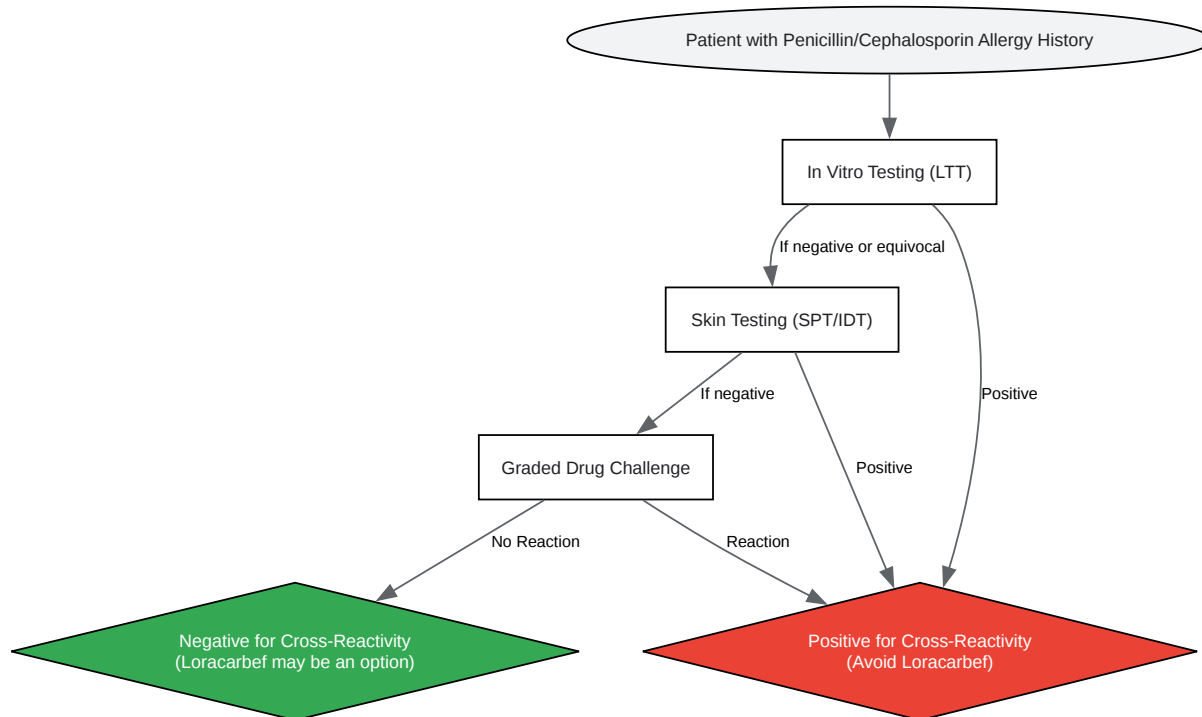 Patient with Penicillin/Cephalosporin Allergy History
In Vitro Testing (LTT)
If negative or equivocal
Skin Testing (SPT/IDT)
If negative
Positive
Graded Drug Challenge
Positive
No Reaction
Reaction
Negative for Cross-Reactivity
(Loracarbef may be an option)
Positive for Cross-Reactivity
(Avoid Loracarbef)